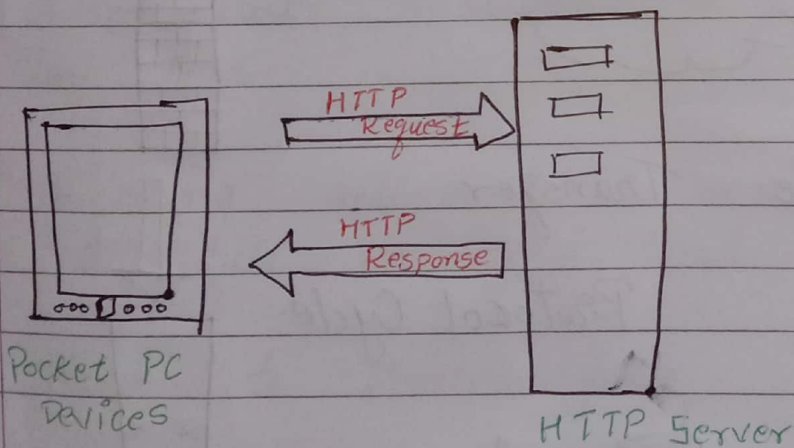 HTTP
Request
HTTP
Response
Pocket PC
Devices
HTTP Server